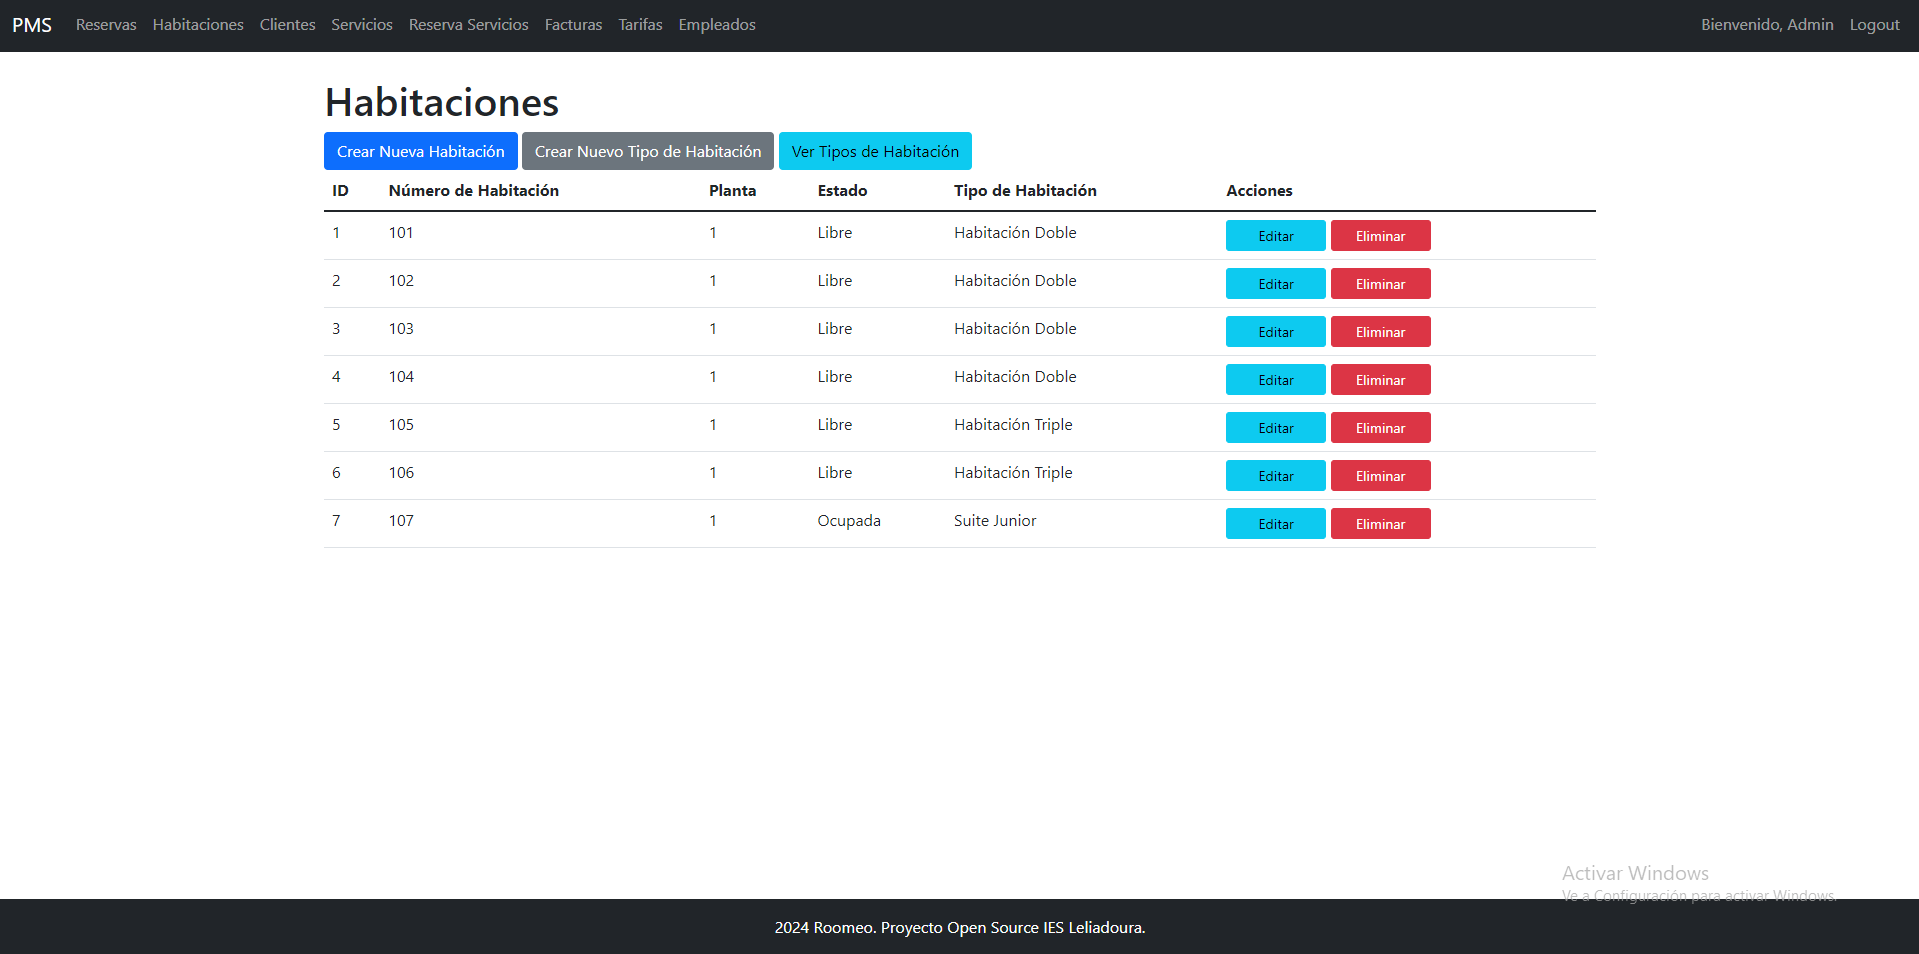 PMS Reservas Habitaciones Clientes Servicios Reserva Servicios Facturas Tarifas Empleados Bienvenido, Admin Logout
Habitaciones
Crear Nueva Habitación Crear Nuevo Tipo de Habitación Ver Tipos de Habitación
ID Número de Habitación Planta Estado Tipo de Habitación Acciones
1 101 1 Libre Habitación Doble Editar Eliminar
2 102 1 Libre Habitación Doble Editar Eliminar
3 103 1 Libre Habitación Doble Editar Eliminar
4 104 1 Libre Habitación Doble Editar Eliminar
5 105 1 Libre Habitación Triple Editar Eliminar
6 106 1 Libre Habitación Triple Editar Eliminar
7 107 1 Ocupada Suite Junior Editar Eliminar
Activar Windows
Ve a Configuración para activar Windows.
2024 Roomeo. Proyecto Open Source IES Leliadoura.